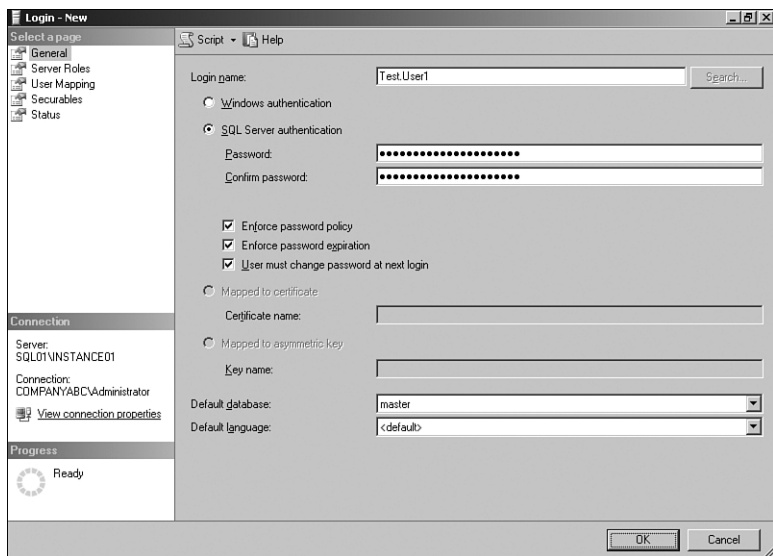 Login - New
Select a page
General
Server Roles
User Mapping
Securables
Status
Script Help
Login name: Test.User1 Search...
Windows authentication
SQL Server authentication
Password: ●●●●●●●●●●●●●●●●●●●●●
Confirm password: ●●●●●●●●●●●●●●●●●●●●●
Enforce password policy
Enforce password expiration
User must change password at next login
Mapped to certificate
Certificate name:
Mapped to asymmetric key
Key name:
Default database: master
Default language: <default>
Connection
Server:
SQL01\INSTANCE01
Connection:
COMPANYABC\Administrator
View connection properties
Progress
Ready
OK Cancel